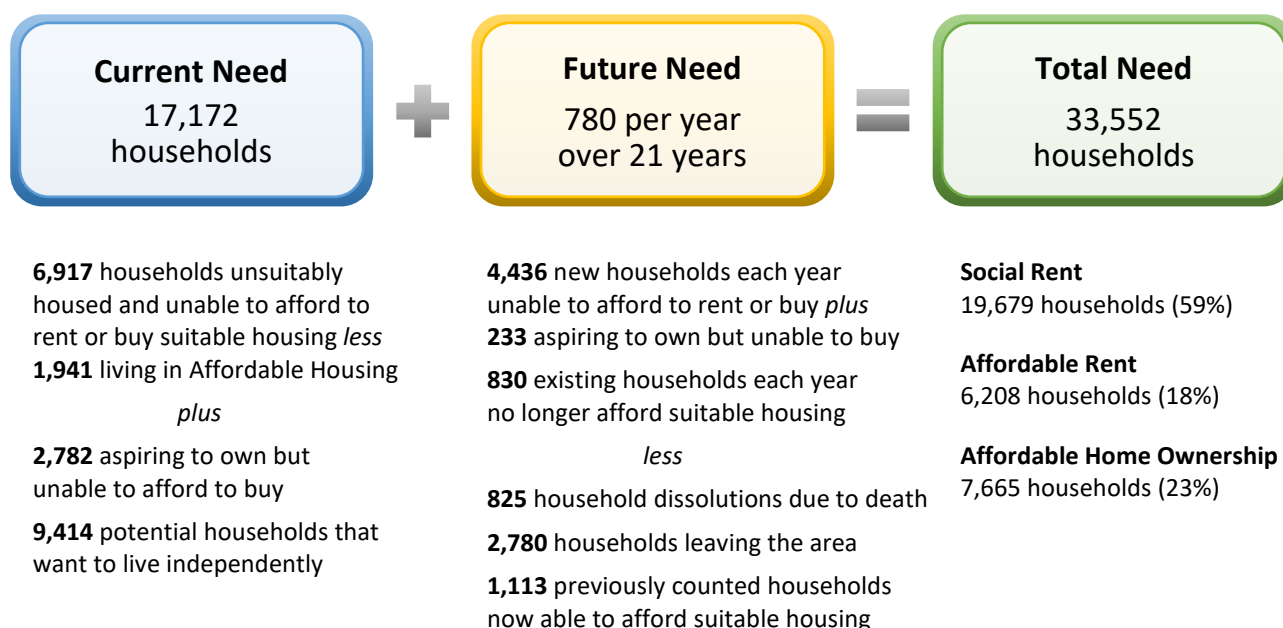 Current Need
17,172
households
Future Need
780 per year
over 21 years
Total Need
33,552
households
6,917 households unsuitably
housed and unable to afford to
rent or buy suitable housing less
1,941 living in Affordable Housing
plus
2,782 aspiring to own but
unable to afford to buy
9,414 potential households that
want to live independently
4,436 new households each year
unable to afford to rent or buy plus
233 aspiring to own but unable to buy
830 existing households each year
no longer afford suitable housing
less
825 household dissolutions due to death
2,780 households leaving the area
1,113 previously counted households
now able to afford suitable housing
Social Rent
19,679 households (59%)
Affordable Rent
6,208 households (18%)
Affordable Home Ownership
7,665 households (23%)